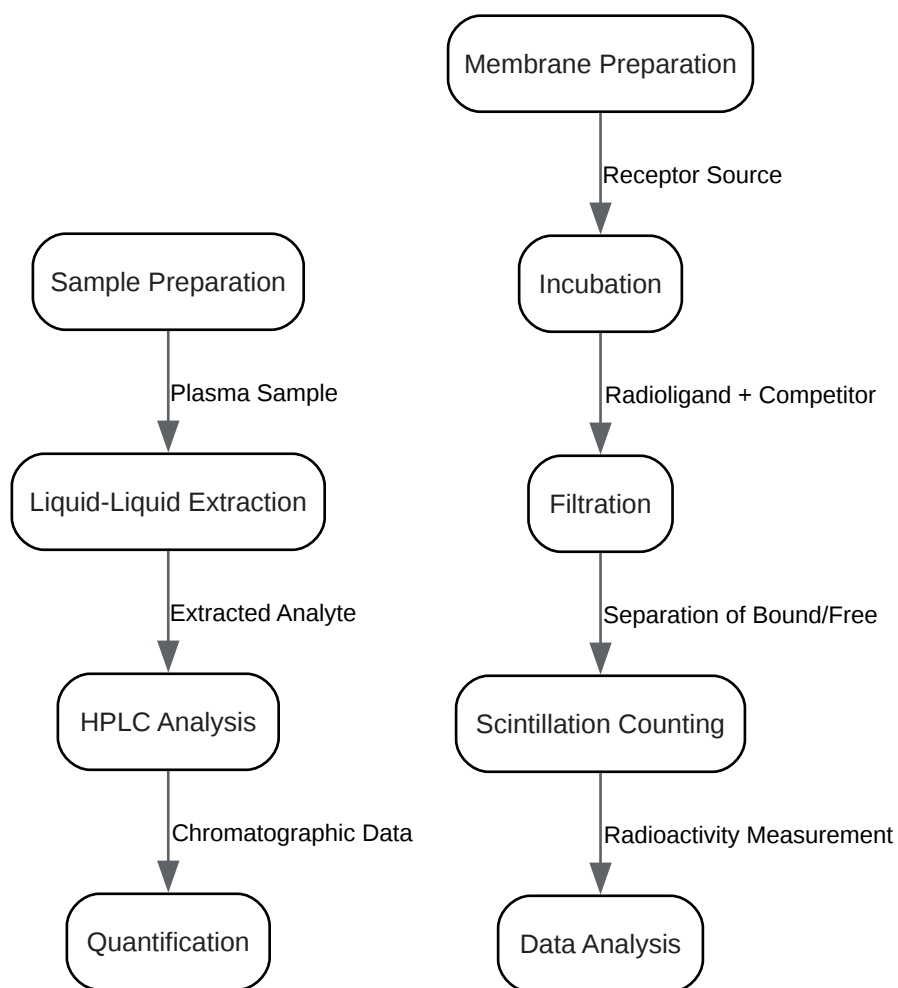 Sample Preparation
Plasma Sample
Liquid-Liquid Extraction
Extracted Analyte
HPLC Analysis
Chromatographic Data
Quantification
Membrane Preparation
Receptor Source
Incubation
Radioligand + Competitor
Filtration
Separation of Bound/Free
Scintillation Counting
Radioactivity Measurement
Data Analysis